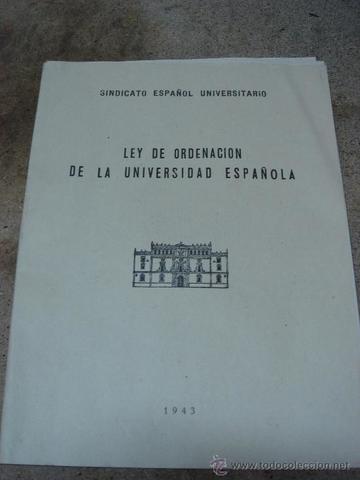 SINDICATO ESPAÑOL UNIVERSITARIO
LEY DE ORDENACION
DE LA UNIVERSIDAD ESPAÑOLA
1943
© www.todocoleccion.net